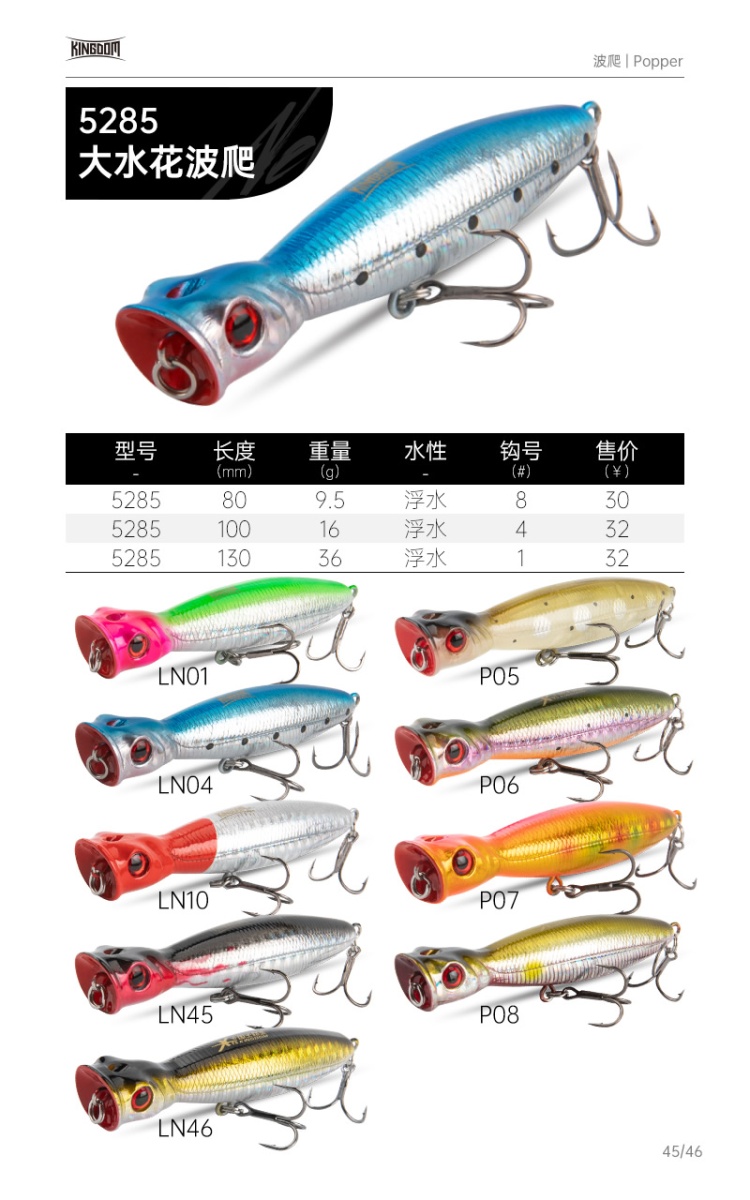 KINGDOM
波爬 | Popper
5285
大水花波爬
型号 长度 重量 水性 钩号 售价
- (mm) (g) - (#) (¥)
5285 80 9.5 浮水 8 30
5285 100 16 浮水 4 32
5285 130 36 浮水 1 32
LN01 P05
LN04 P06
LN10 P07
LN45 P08
LN46
45/46